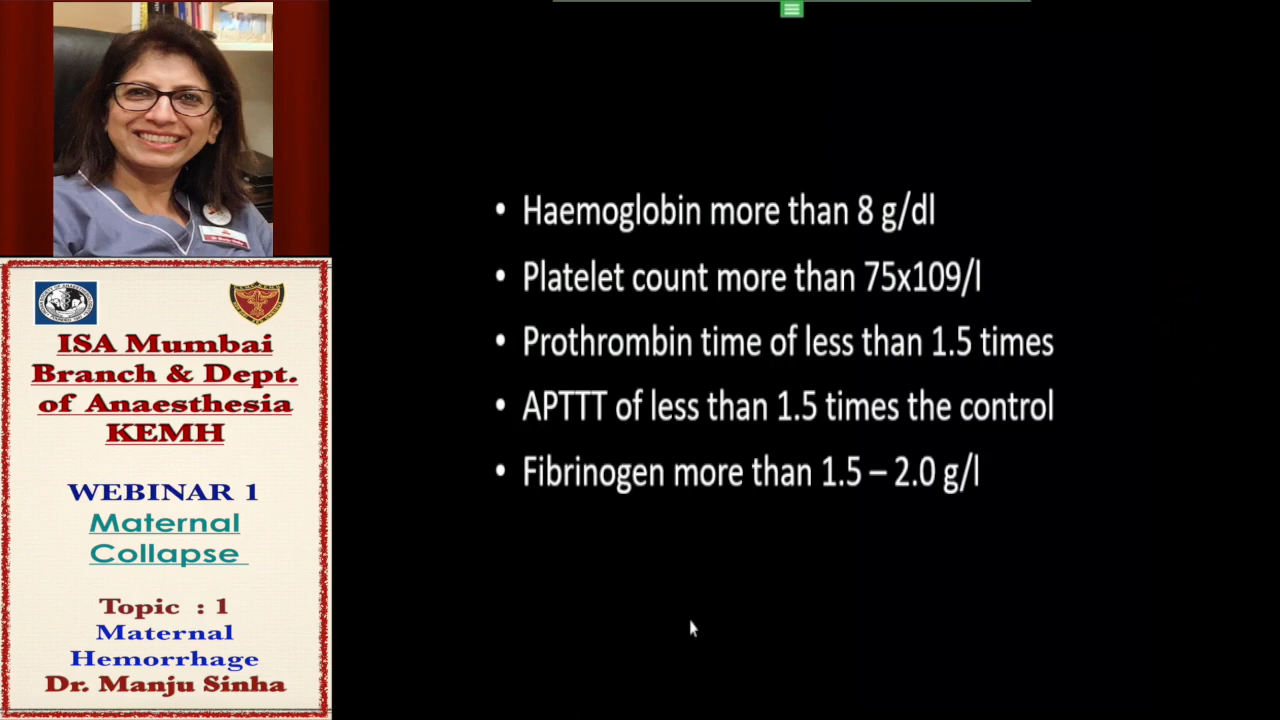 ISA Mumbai
Branch & Dept.
of Anaesthesia
KEMH
WEBINAR 1
Maternal
Collapse
Topic : 1
Maternal
Hemorrhage
Dr. Manju Sinha
• Haemoglobin more than 8 g/dl
• Platelet count more than 75x109/l
• Prothrombin time of less than 1.5 times
• APTTT of less than 1.5 times the control
• Fibrinogen more than 1.5 – 2.0 g/l